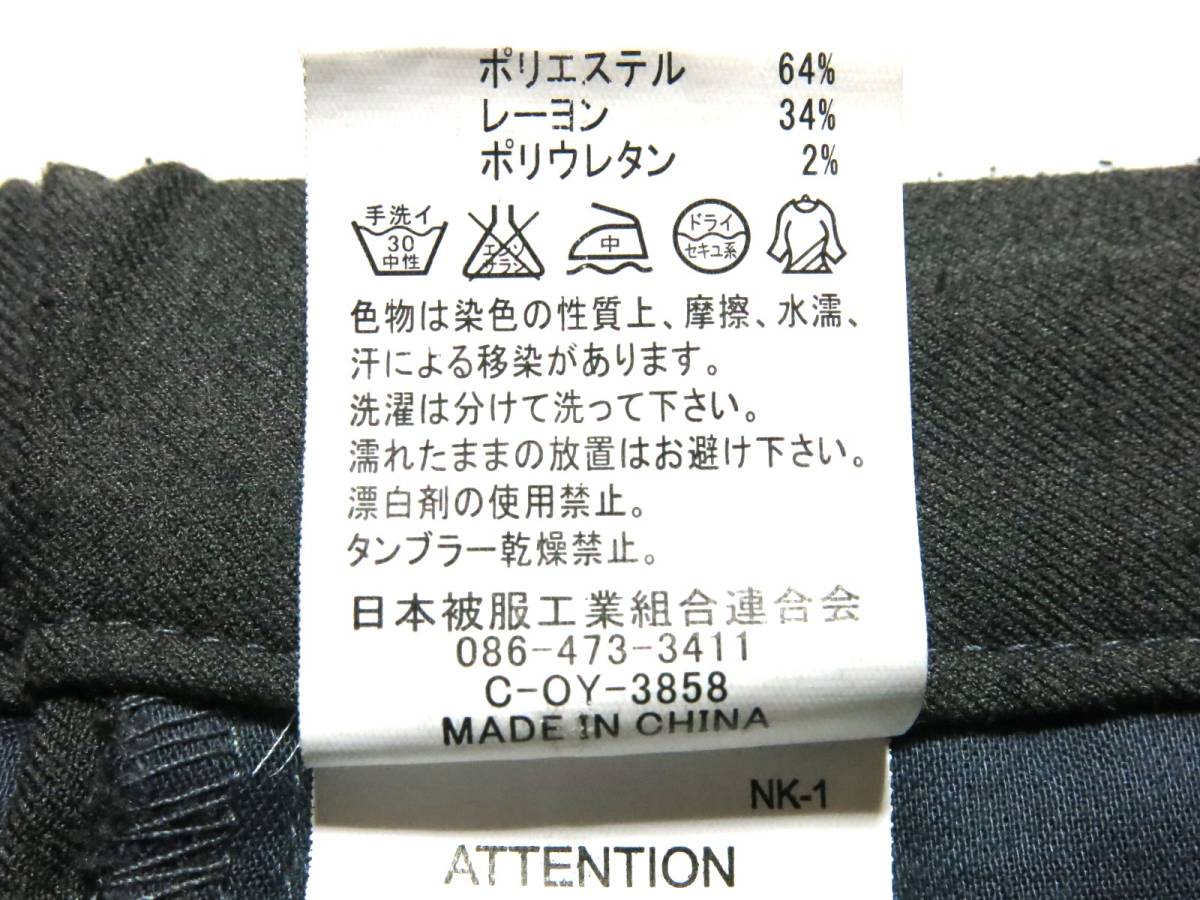 ポリエステル 64%
レーヨン 34%
ポリウレタン 2%
手洗イ
30
中性
エンソ
サラシ
中
ドライ
セキユ系
色物は染色の性質上、摩擦、水濡、
汗による移染があります。
洗濯は分けて洗って下さい。
濡れたままの放置はお避け下さい。
漂白剤の使用禁止。
タンブラー乾燥禁止。
日本被服工業組合連合会
086-473-3411
C-OY-3858
MADE IN CHINA
NK-1
ATTENTION